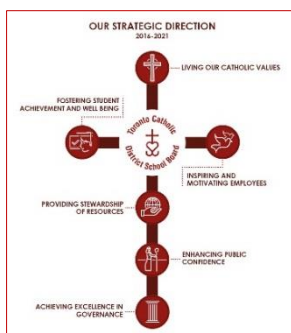 OUR STRATEGIC DIRECTION
2016-2021
LIVING OUR CATHOLIC VALUES
FOSTERING STUDENT
ACHIEVEMENT AND WELL BEING
Toronto Catholic
District School Board
INSPIRING AND
MOTIVATING EMPLOYEES
PROVIDING STEWARDSHIP
OF RESOURCES
ENHANCING PUBLIC
CONFIDENCE
ACHIEVING EXCELLENCE IN
GOVERNANCE